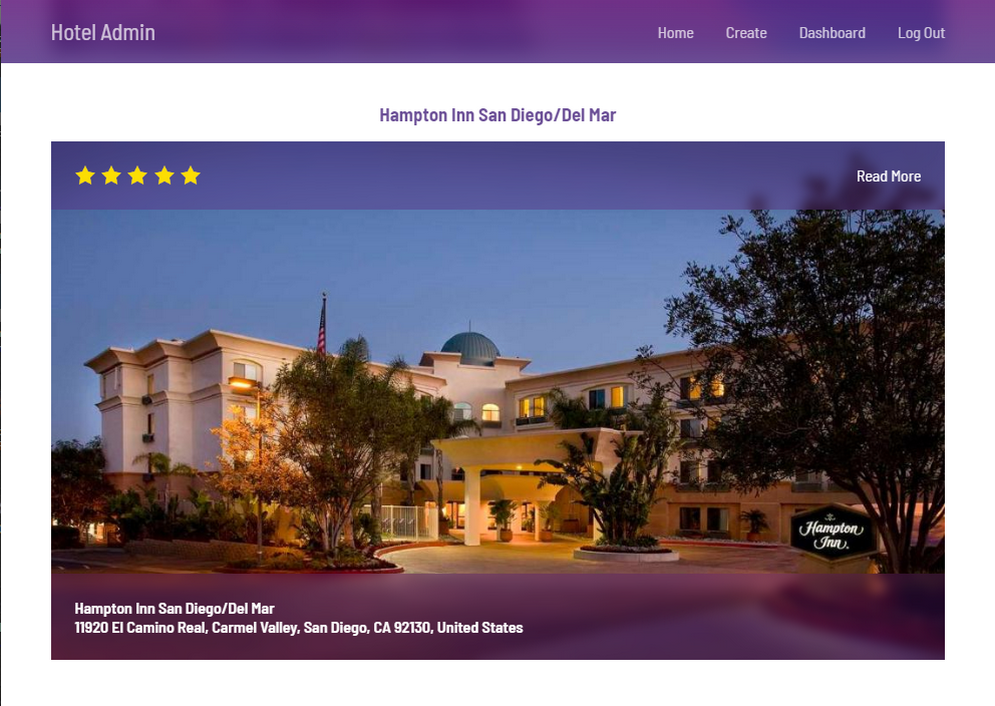 Hotel Admin
Home Create Dashboard Log Out
Hampton Inn San Diego/Del Mar
Read More
Hampton
Inn.
Hampton Inn San Diego/Del Mar
11920 El Camino Real, Carmel Valley, San Diego, CA 92130, United States